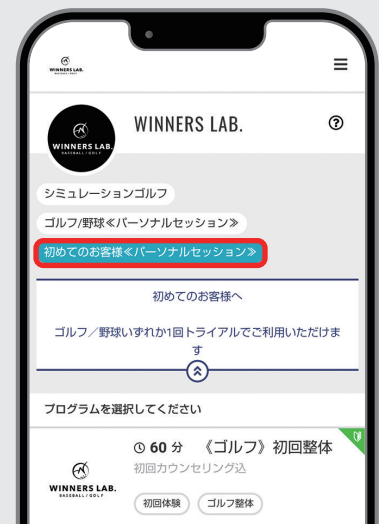 WINNERS LAB.
BASEBALL / GOLF
WINNERS LAB.
WINNERS LAB.
BASEBALL / GOLF
シミュレーションゴルフ
ゴルフ/野球≪パーソナルセッション≫
初めてのお客様≪パーソナルセッション≫
初めてのお客様へ
ゴルフ／野球いずれか1回トライアルでご利用いただけま
す
プログラムを選択してください
60 分 《ゴルフ》初回整体
初回カウンセリング込
WINNERS LAB.
BASEBALL / GOLF
初回体験 ゴルフ整体